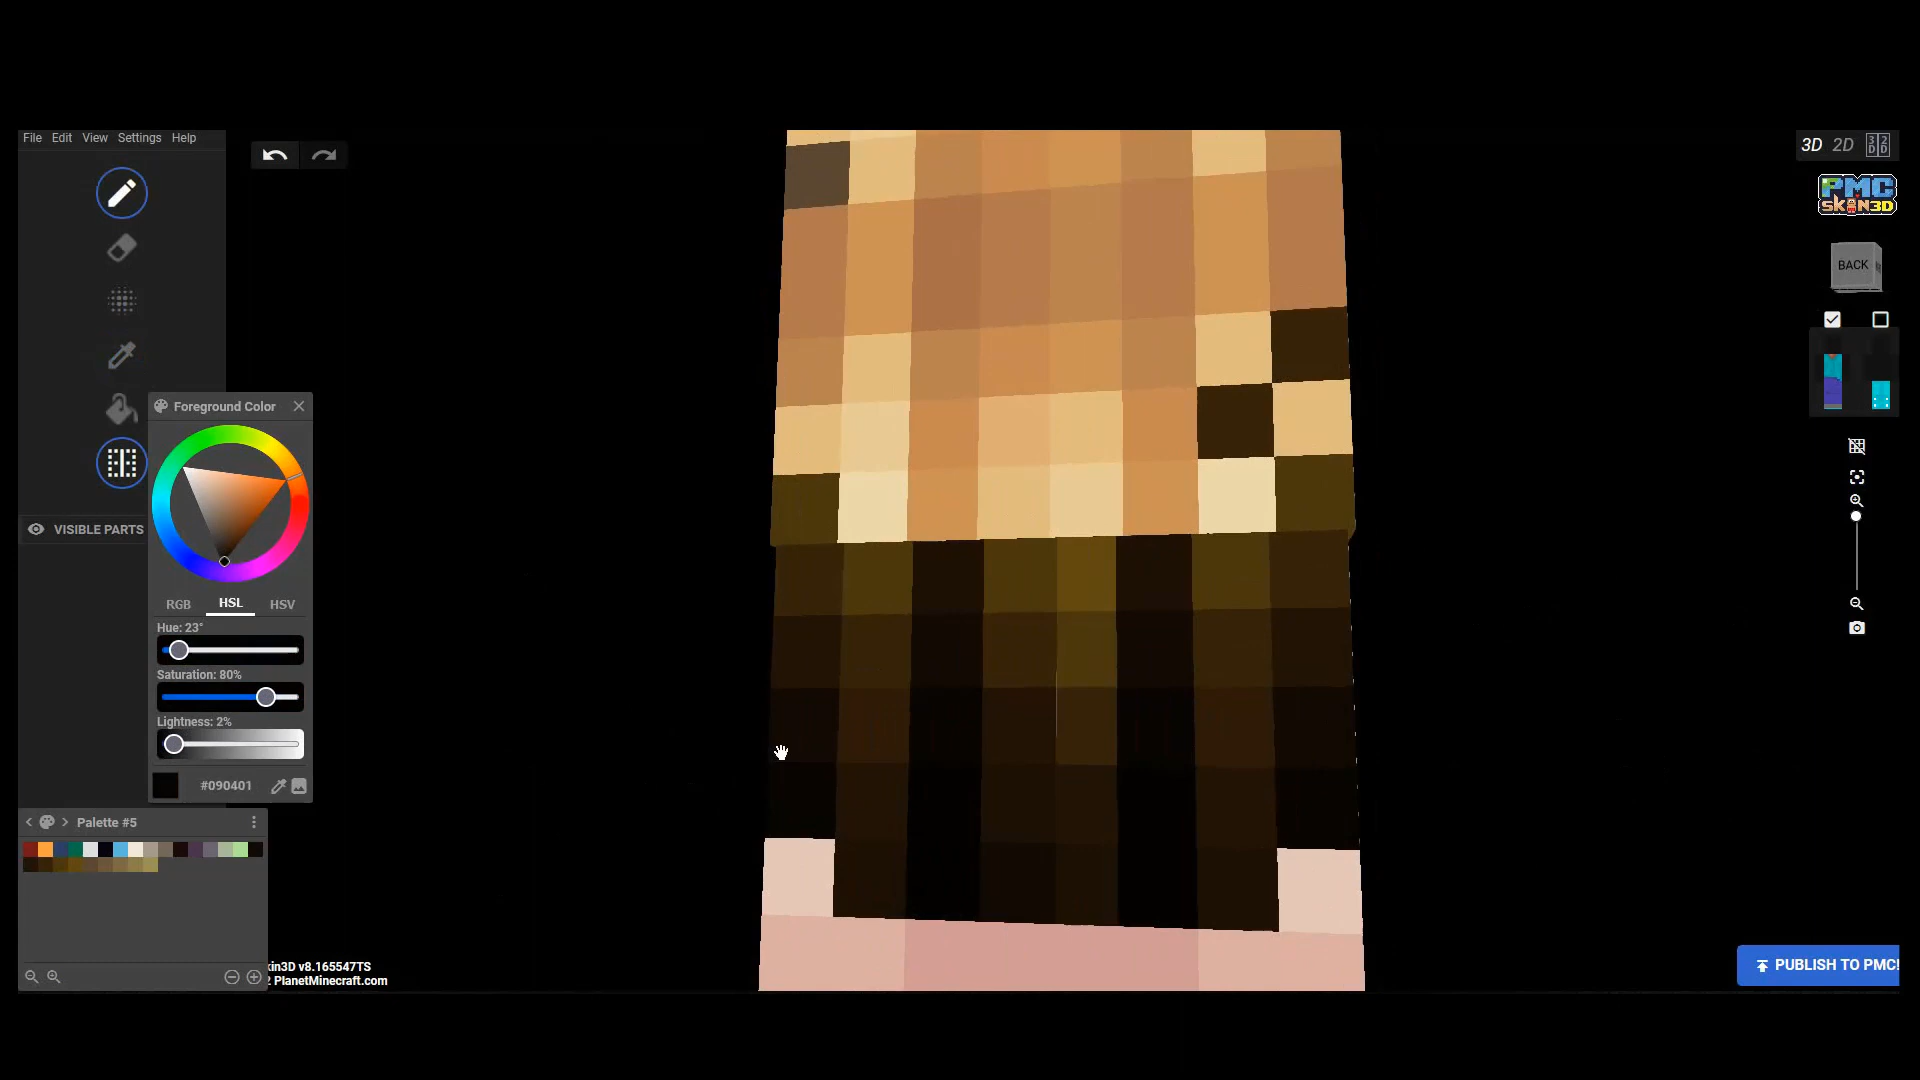 File Edit View Settings Help
3D 2D
PMC
SKIN3D
BACK
Foreground Color
VISIBLE PARTS
RGB HSL HSV
Hue: 23°
Saturation: 80%
Lightness: 2%
#090401
< > Palette #5
kin3D v8.165547TS
PlanetMinecraft.com
PUBLISH TO PMC!